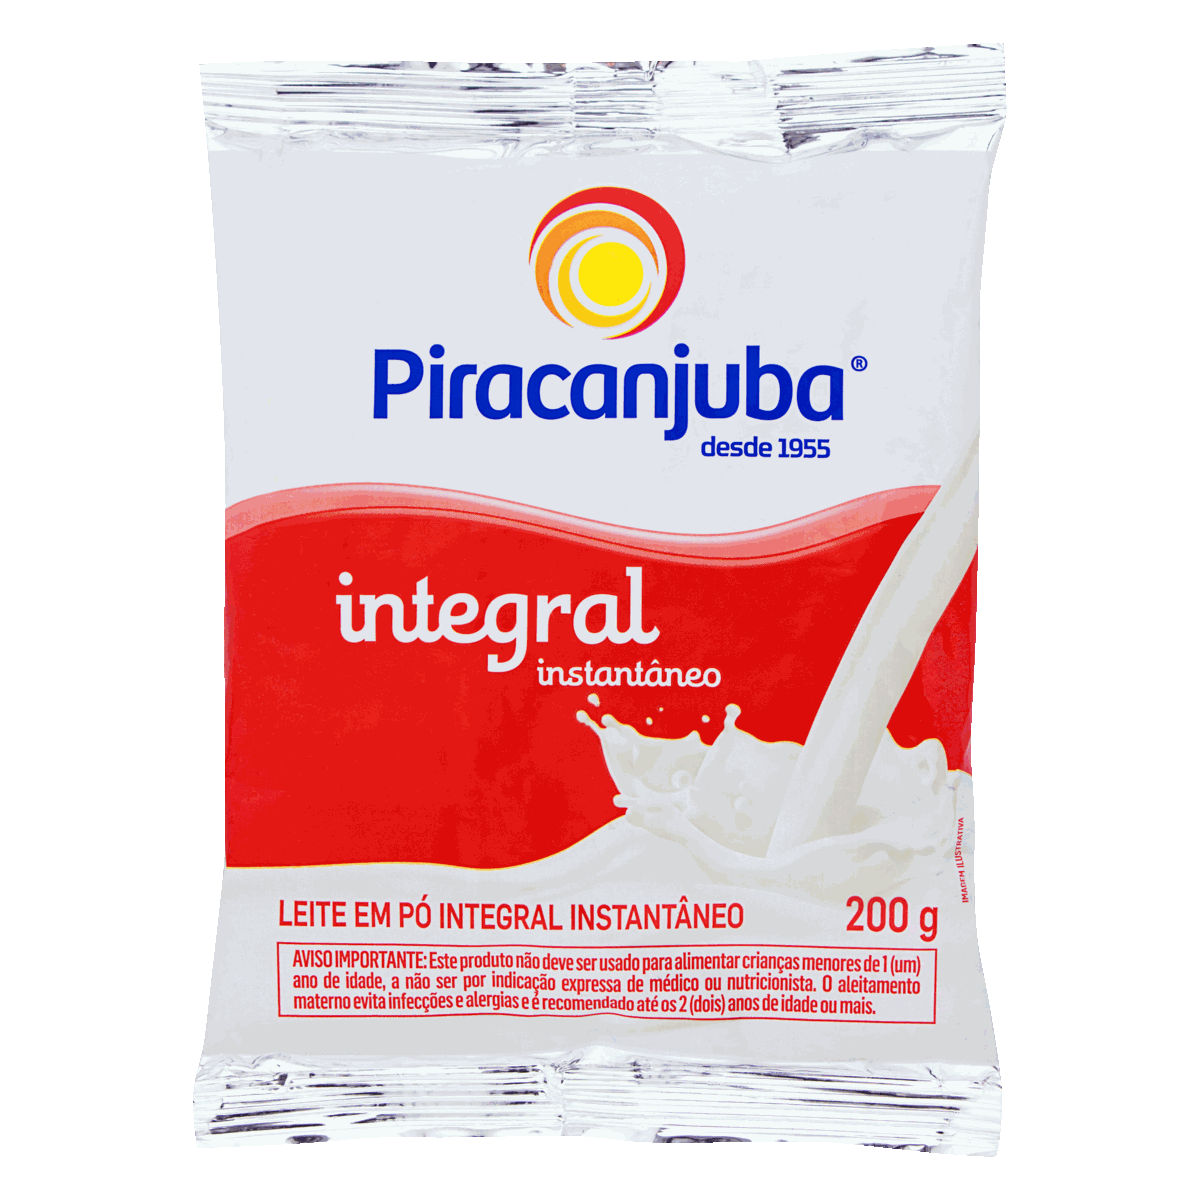 Piracanjuba®
desde 1955
integral
instantâneo
IMAGEM ILUSTRATIVA
LEITE EM PÓ INTEGRAL INSTANTÂNEO
200 g
AVISO IMPORTANTE: Este produto não deve ser usado para alimentar crianças menores de 1 (um)
ano de idade, a não ser por indicação expressa de médico ou nutricionista. O aleitamento
materno evita infecções e alergias e é recomendado até os 2 (dois) anos de idade ou mais.